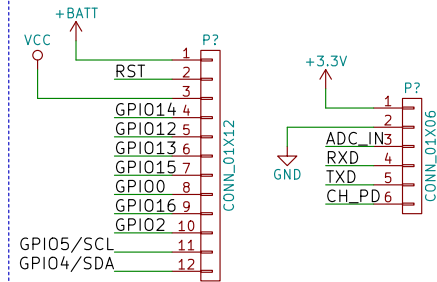 +BATT
VCC
P?
1
RST 2
3
GPIO14 4
GPIO12 5
GPIO13 6
GPIO15 7
GPIO0 8
GPIO16 9
GPIO2 10
GPIO5/SCL 11
GPIO4/SDA 12
CONN_01X12
+3.3V
P?
1
2
GND
ADC_IN 3
RXD 4
TXD 5
CH_PD 6
CONN_01X06